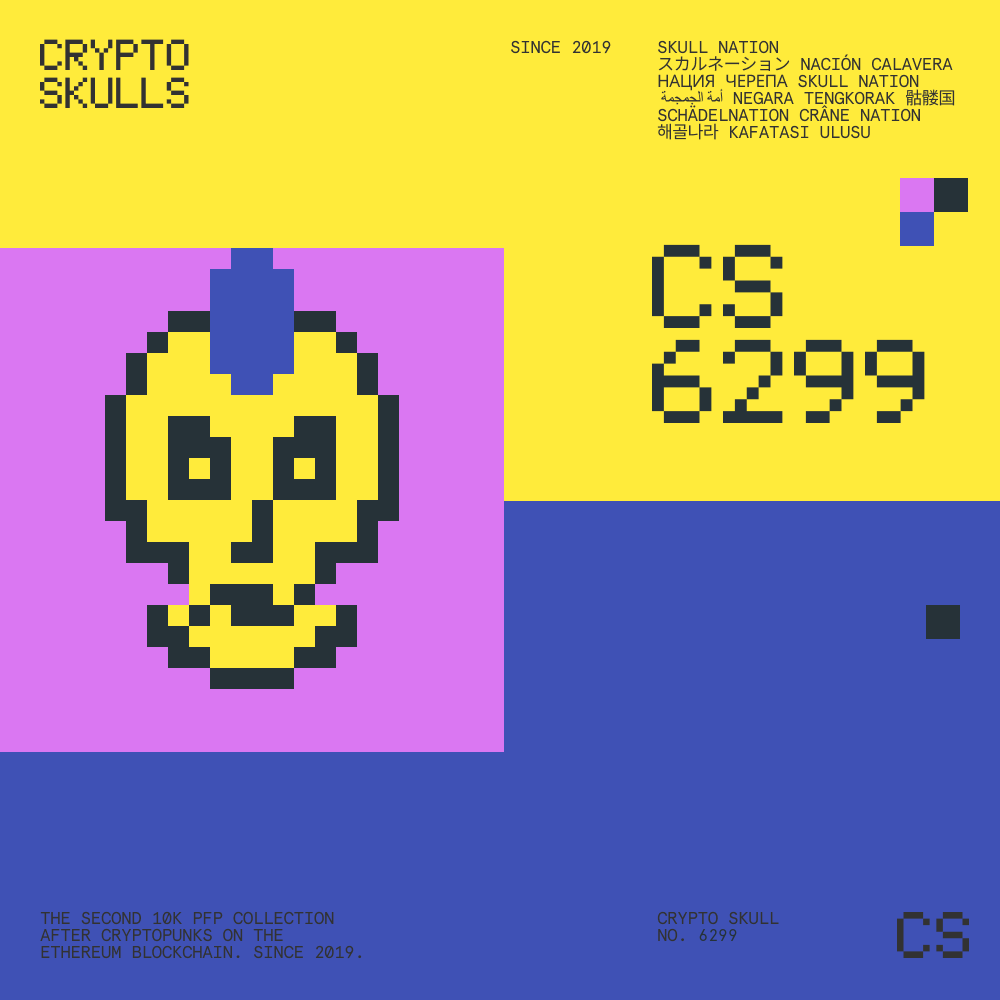 CRYPTO
SKULLS
SINCE 2019
SKULL NATION
スカルネーション NACIÓN CALAVERA
НАЦИЯ ЧЕРЕПА SKULL NATION
أمة الجمجمة NEGARA TENGKORAK 骷髅国
SCHÄDELNATION CRÂNE NATION
해골나라 KAFATASI ULUSU
CS
6299
THE SECOND 10K PFP COLLECTION
AFTER CRYPTOPUNKS ON THE
ETHEREUM BLOCKCHAIN. SINCE 2019.
CRYPTO SKULL
NO. 6299
CS